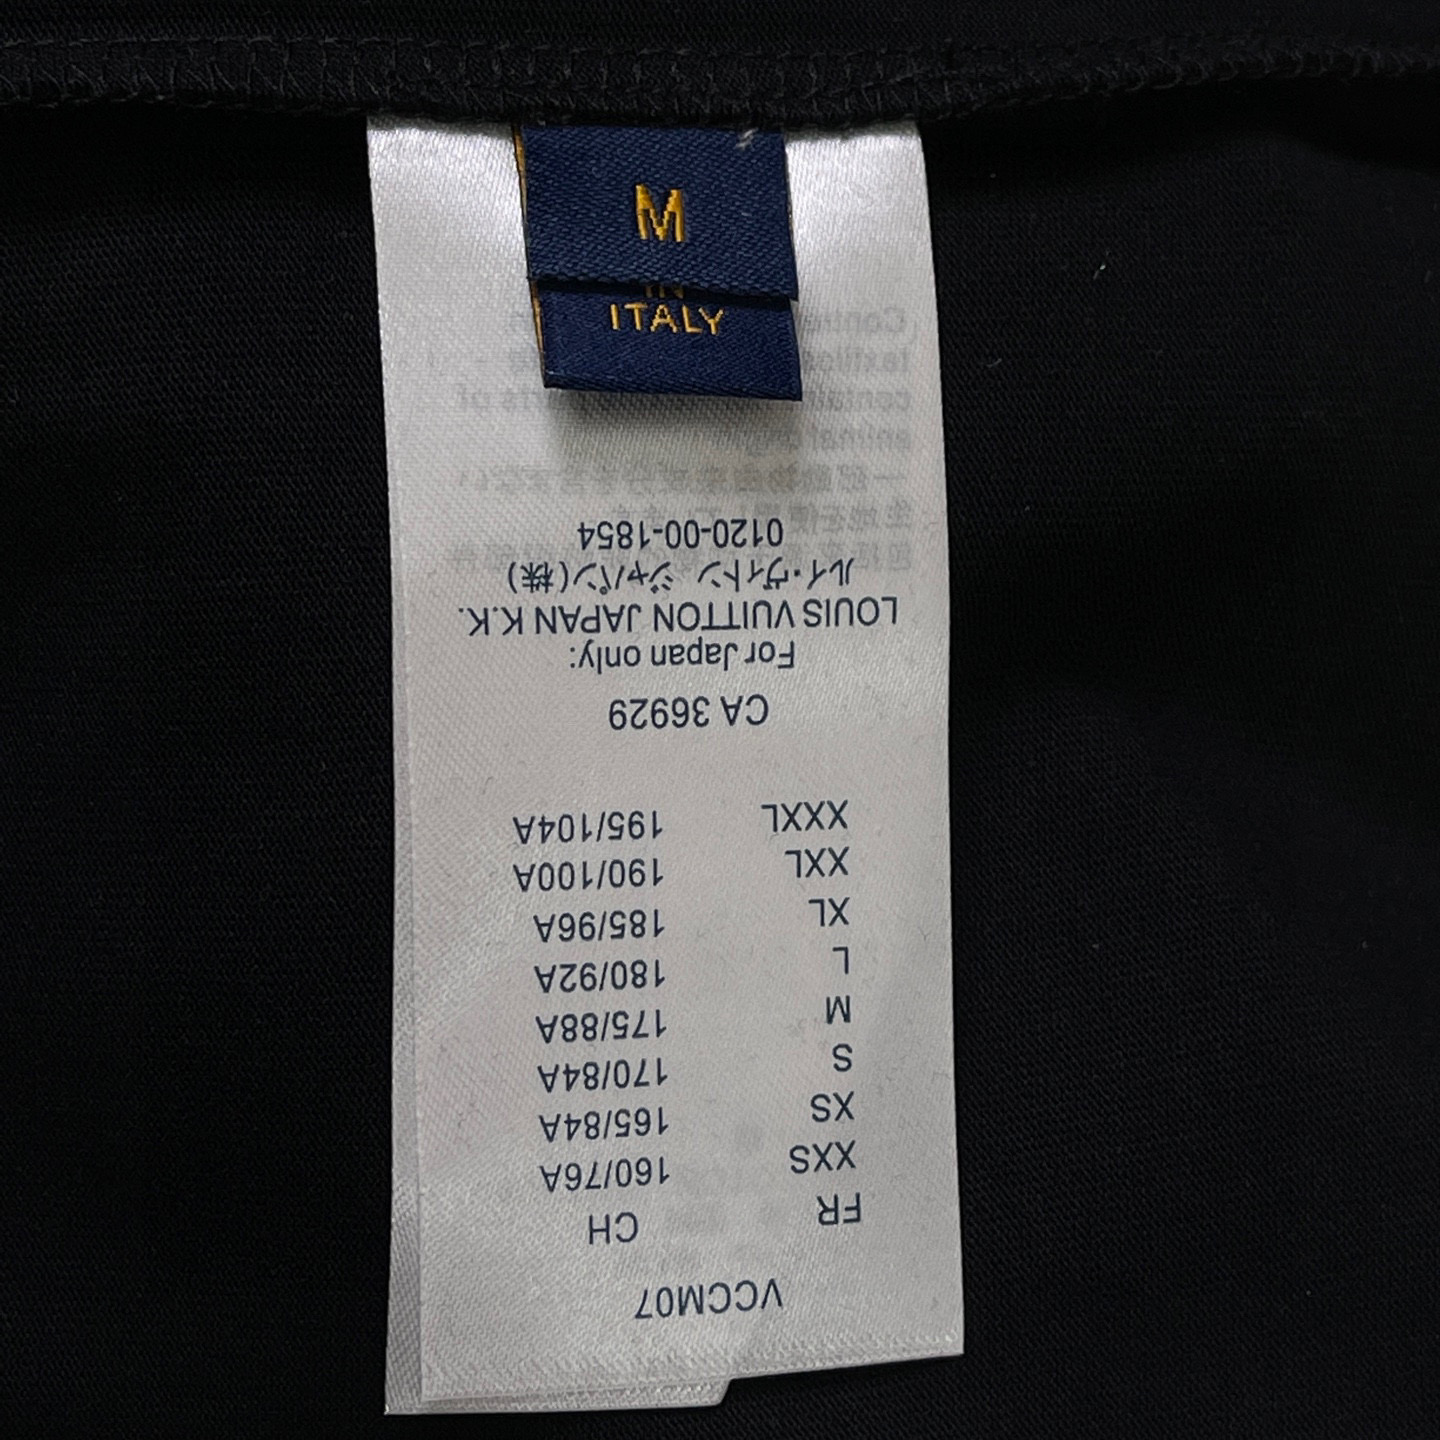 M
IN
ITALY
VCCM07
FR CH
XXS 160/76A
XS 165/84A
S 170/84A
M 175/88A
L 180/92A
XL 185/96A
XXL 190/100A
XXXL 195/104A
CA 36929
For Japan only:
LOUIS VUITTON JAPAN K.K.
ルイ・ヴィトン ジャパン(株)
0120-00-1854